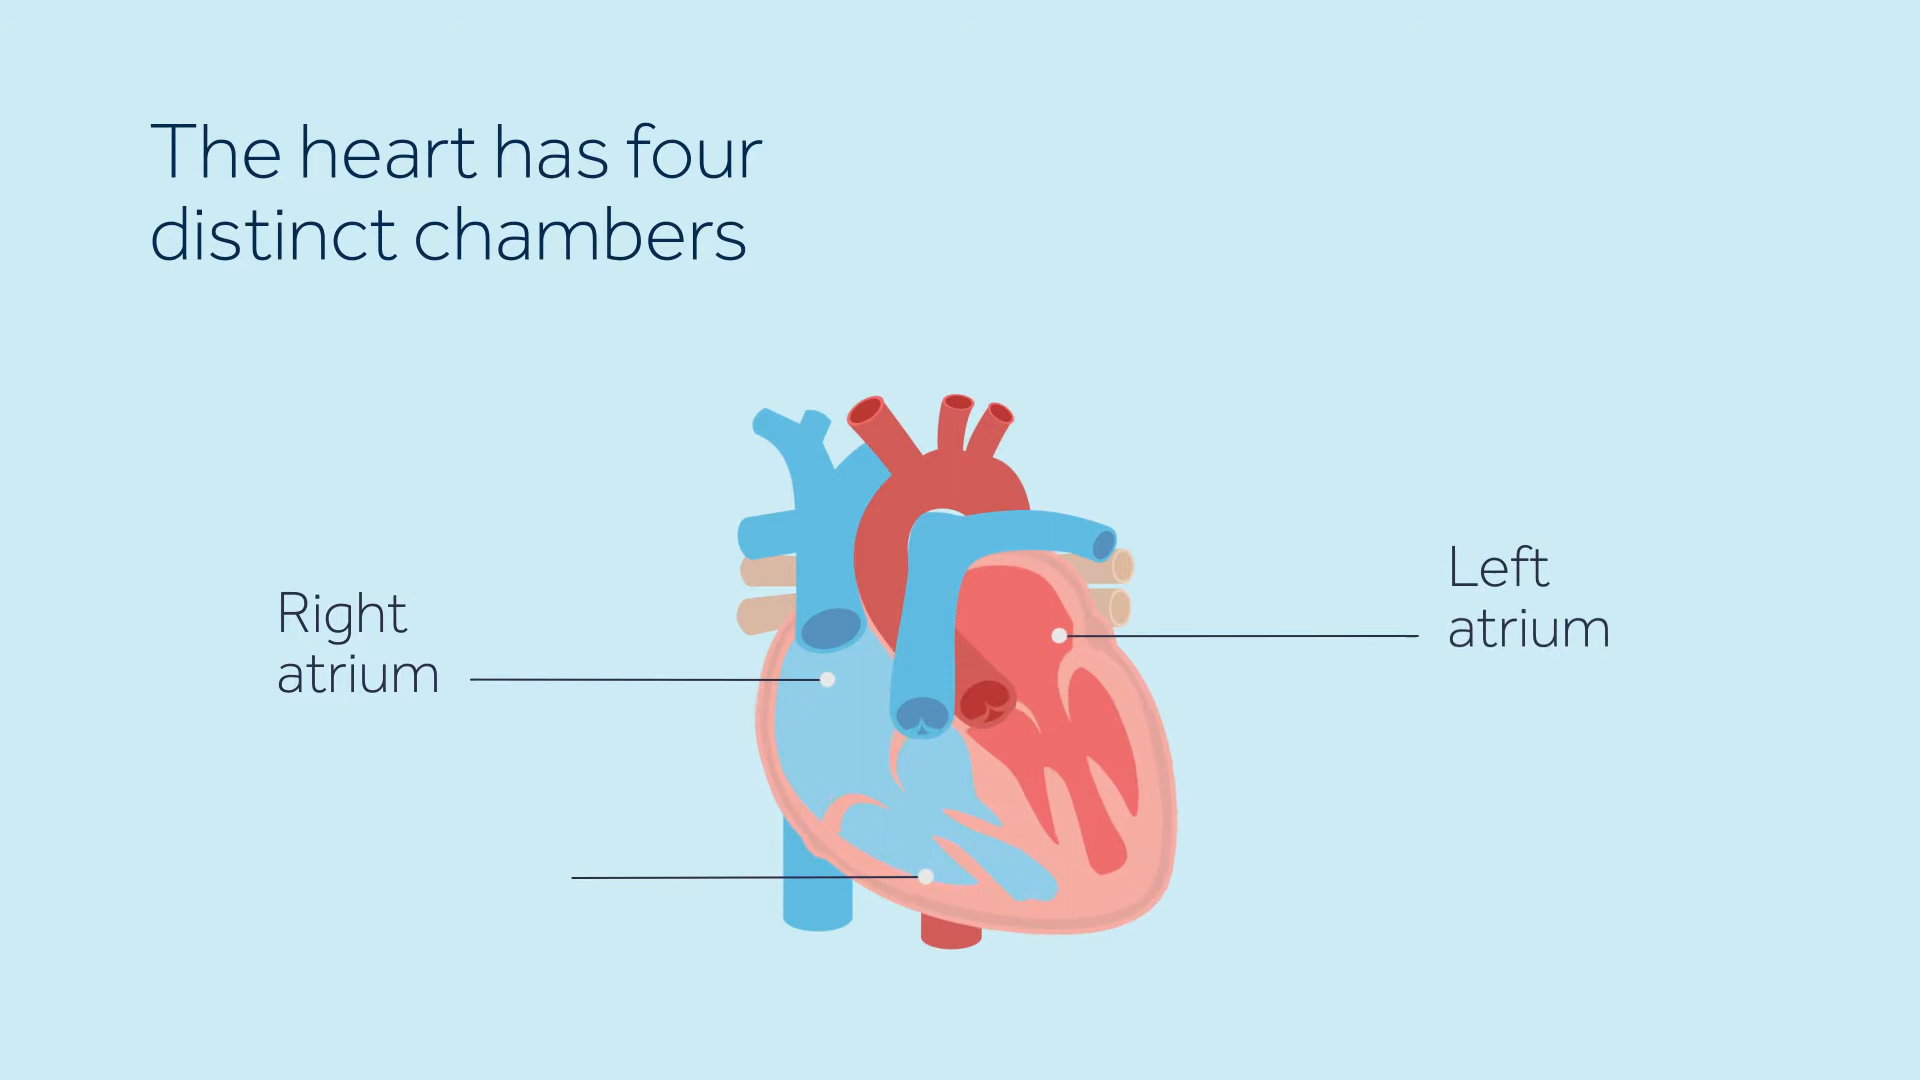 The heart has four
distinct chambers
Right
atrium
Left
atrium